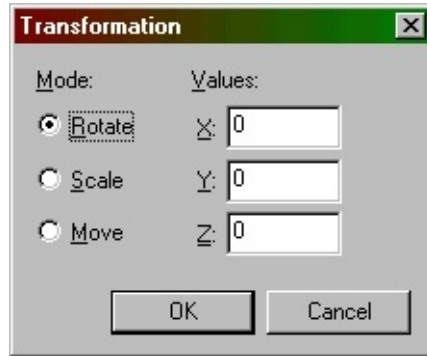 Transformation
Mode: Values:
Rotate X: 0
Scale Y: 0
Move Z: 0
OK Cancel